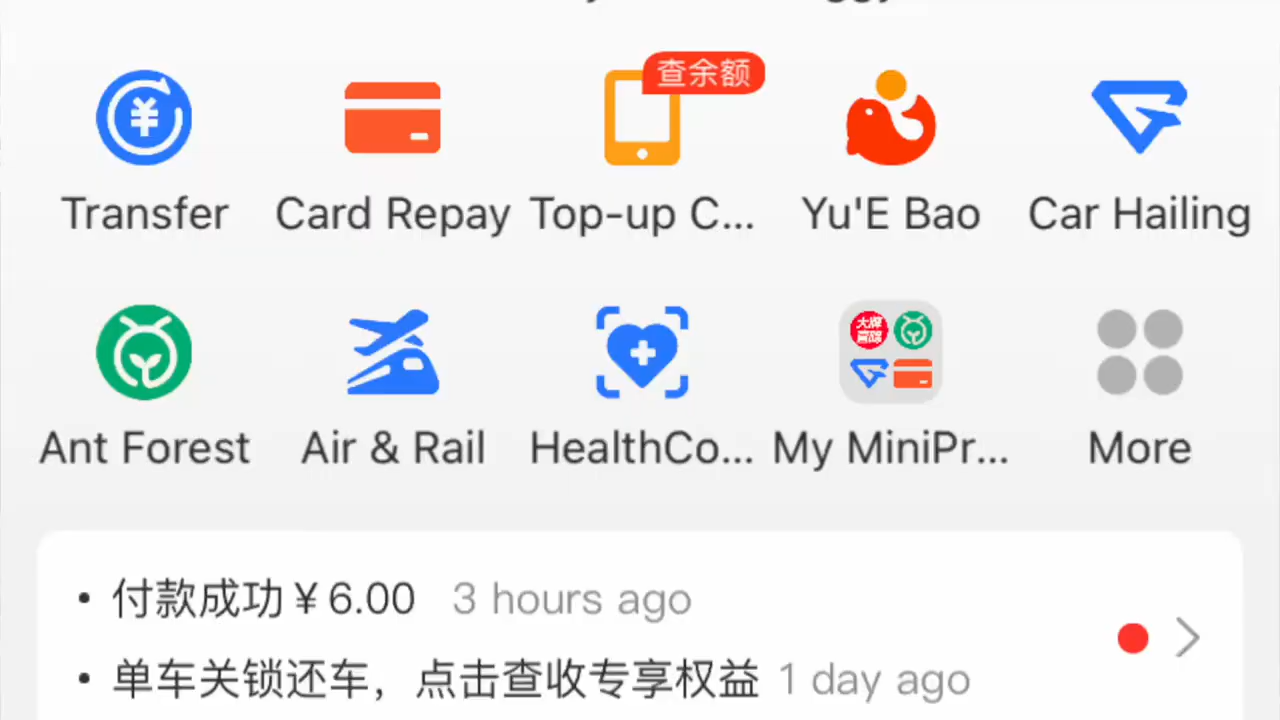 查余额
Transfer
Card Repay
Top-up C...
Yu'E Bao
Car Hailing
大牌
Ant Forest
Air & Rail
HealthCo...
My MiniPr...
More
• 付款成功¥6.00 3 hours ago
• 单车关锁还车，点击查收专享权益 1 day ago